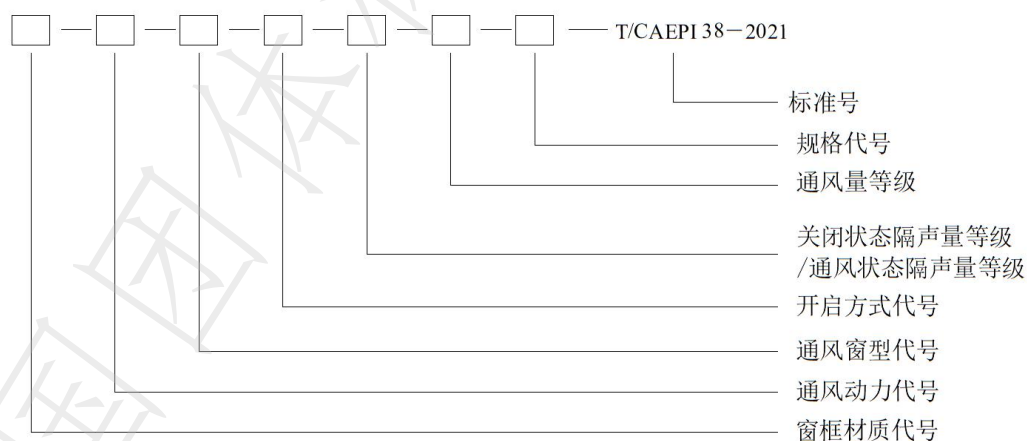 T/CAEPI 38－2021
标准号
规格代号
通风量等级
关闭状态隔声量等级
/通风状态隔声量等级
开启方式代号
通风窗型代号
通风动力代号
窗框材质代号
国团体